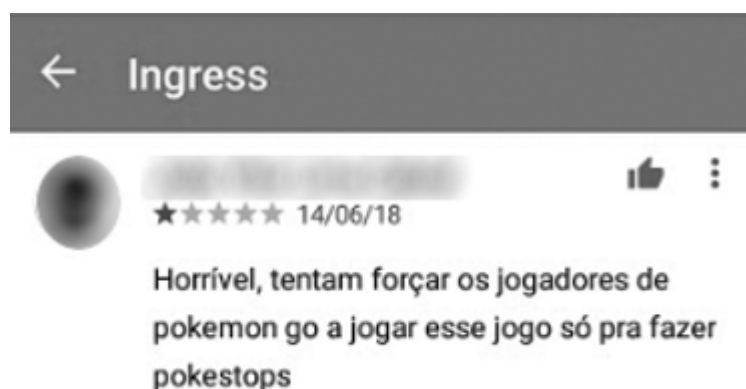 Ingress
14/06/18
Horrível, tentam forçar os jogadores de
pokemon go a jogar esse jogo só pra fazer
pokestops